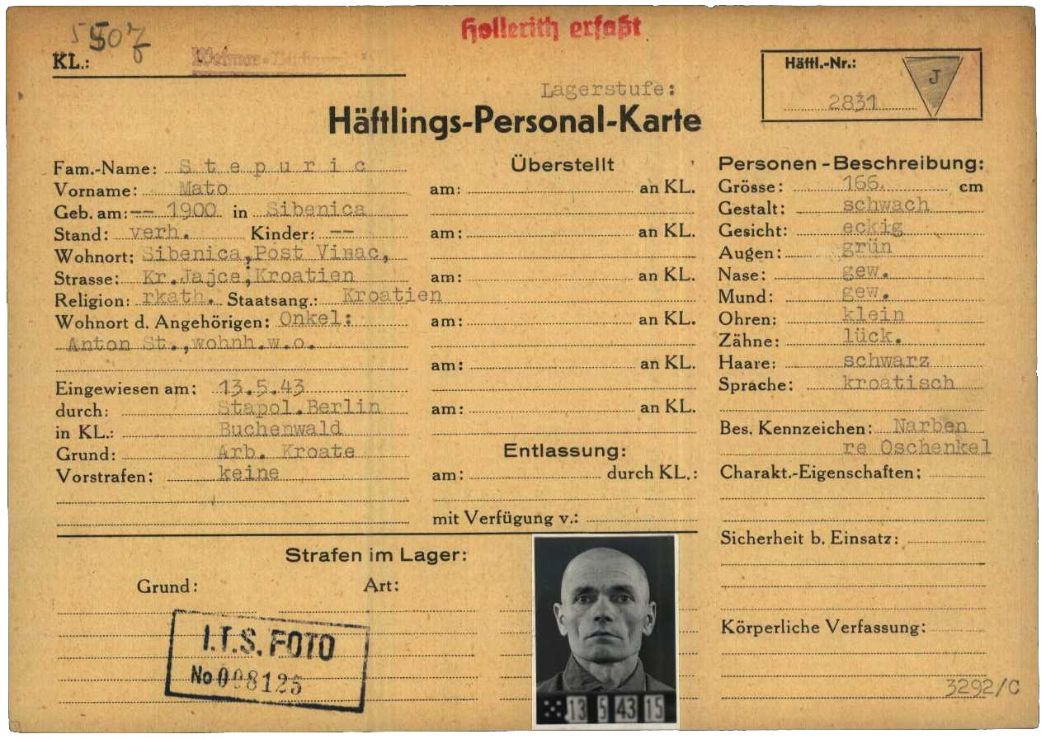 5507
Hollerith erfaßt
KL.:
Häftl.-Nr.:
2831
J
Lagerstufe:
Häftlings-Personal-Karte
Fam.-Name: Stepuric
Vorname: Mato
Geb. am: -- 1900 in Sibenica
Stand: verh. Kinder: --
Wohnort: Sibenica,Post Vinac,
Strasse: Kr.Jajce;Kroatien
Religion: rkath. Staatsang.: Kroatien
Wohnort d. Angehörigen: Onkel:
Anton St.,wohnh.w.o.
Eingewiesen am: 13.5.43
durch: Stapol.Berlin
in KL.: Buchenwald
Grund: Arb. Kroate
Vorstrafen: keine
Überstellt
am: an KL.
am: an KL.
am: an KL.
am: an KL.
am: an KL.
am: an KL.
Entlassung:
am: durch KL.:
mit Verfügung v.:
Personen-Beschreibung:
Grösse: 166. cm
Gestalt: schwach
Gesicht: eckig
Augen: grün
Nase: gew.
Mund: gew.
Ohren: klein
Zähne: lück.
Haare: schwarz
Sprache: kroatisch
Bes. Kennzeichen: Narben
re Oschenkel
Charakt.-Eigenschaften:
Sicherheit b. Einsatz:
Körperliche Verfassung:
3292/C
Strafen im Lager:
Grund: Art:
I.T.S. FOTO
No 008125
13 5 43 15